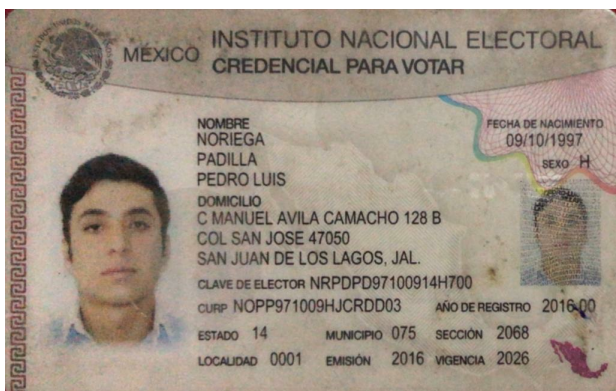 MÉXICO INSTITUTO NACIONAL ELECTORAL
CREDENCIAL PARA VOTAR
NOMBRE
NORIEGA
PADILLA
PEDRO LUIS
FECHA DE NACIMIENTO
09/10/1997
SEXO H
DOMICILIO
C MANUEL AVILA CAMACHO 128 B
COL SAN JOSE 47050
SAN JUAN DE LOS LAGOS, JAL.
CLAVE DE ELECTOR NRPDPD97100914H700
CURP NOPP971009HJCRDD03 AÑO DE REGISTRO 2016 00
ESTADO 14 MUNICIPIO 075 SECCIÓN 2068
LOCALIDAD 0001 EMISIÓN 2016 VIGENCIA 2026